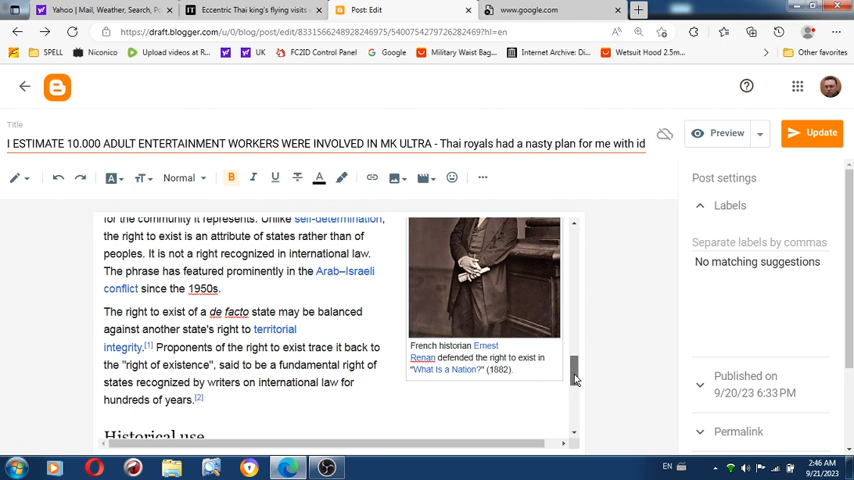 Yahoo | Mail, Weather, Search, Po
Eccentric Thai king's flying visits
Post: Edit
www.google.com
https://draft.blogger.com/u/0/blog/post/edit/8331566248928246975/5400754279726282469?hl=en
SPELL
Niconico
Upload videos at R...
UK
FC2ID Control Panel
Google
Military Waist Bag...
Internet Archive: Di...
Wetsuit Hood 2.5m...
Other favorites
Title
I ESTIMATE 10.000 ADULT ENTERTAINMENT WORKERS WERE INVOLVED IN MK ULTRA - Thai royals had a nasty plan for me with id
Preview
Update
Normal
B I U
Post settings
Labels
Separate labels by commas
No matching suggestions
for the community it represents. Unlike self-determination,
the right to exist is an attribute of states rather than of
peoples. It is not a right recognized in international law.
The phrase has featured prominently in the Arab–Israeli
conflict since the 1950s.
The right to exist of a de facto state may be balanced
against another state's right to territorial
integrity.[1] Proponents of the right to exist trace it back to
the "right of existence", said to be a fundamental right of
states recognized by writers on international law for
hundreds of years.[2]
Historical use
French historian Ernest
Renan defended the right to exist in
"What Is a Nation?" (1882).
Published on
9/20/23 6:33 PM
Permalink
EN
2:46 AM
9/21/2023